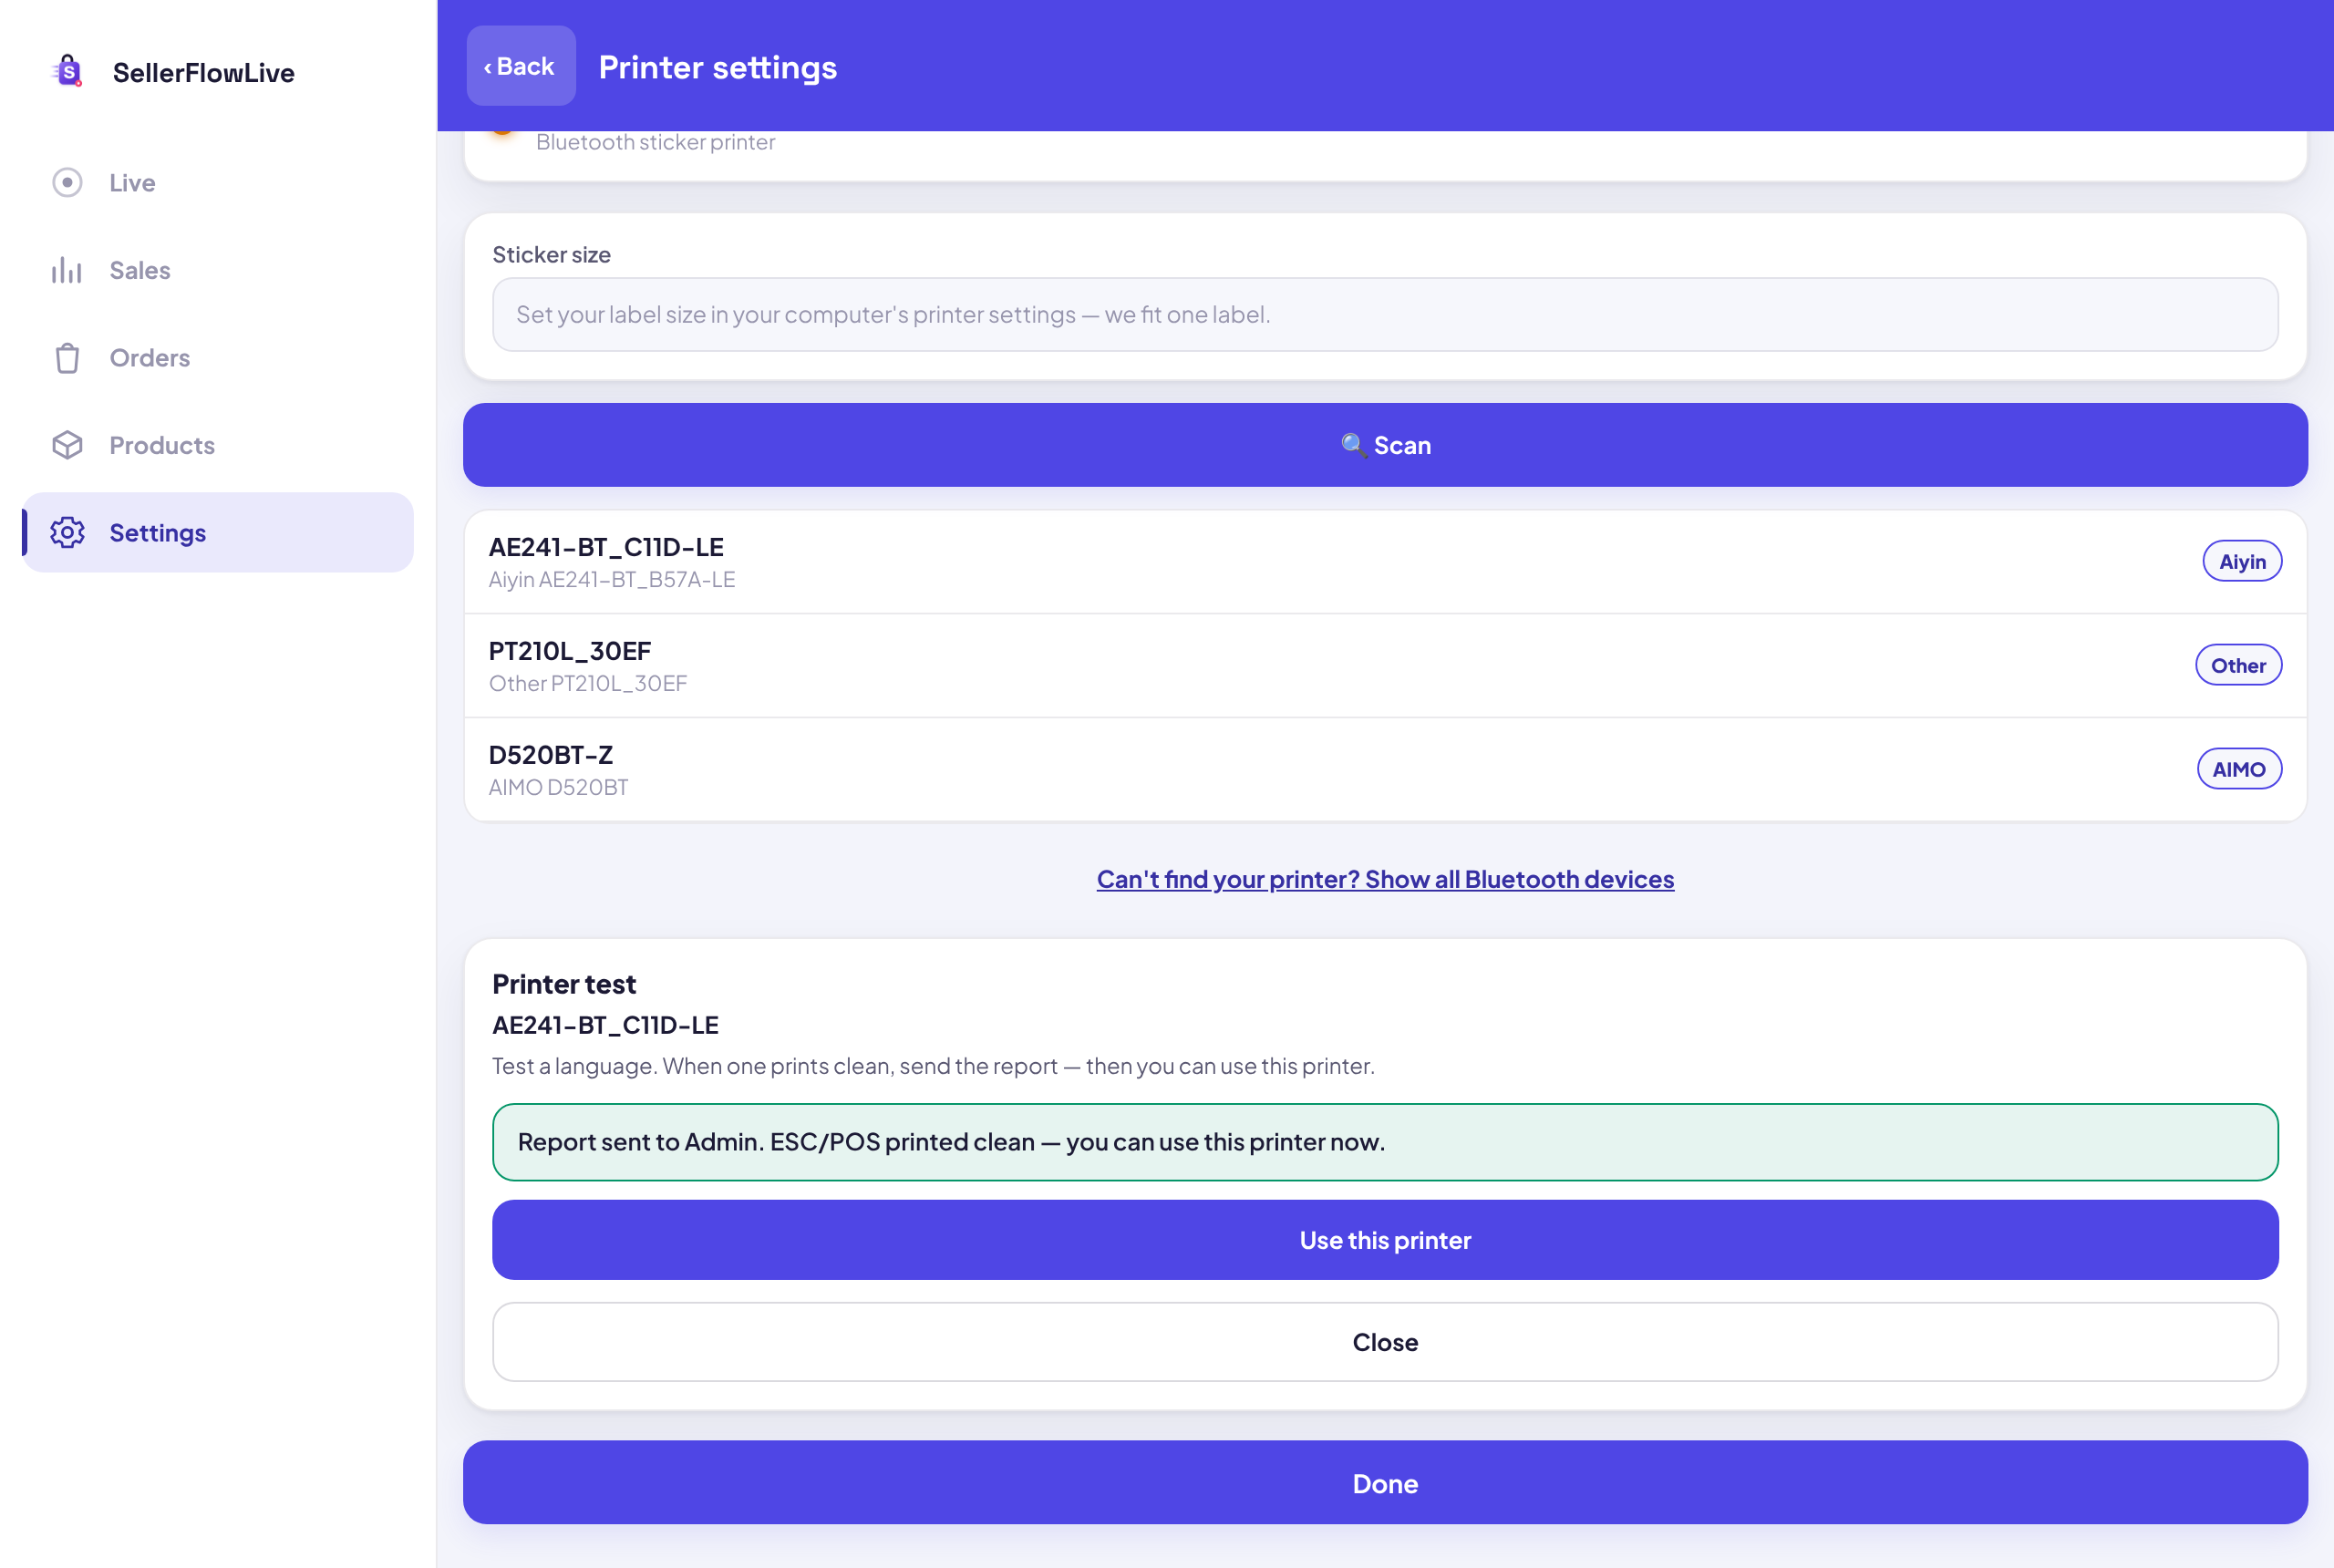 SellerFlowLive
Live
Sales
Orders
Products
Settings
‹ Back
Printer settings
Bluetooth sticker printer
Sticker size
Set your label size in your computer's printer settings — we fit one label.
🔍 Scan
AE241-BT_C11D-LE
Aiyin AE241-BT_B57A-LE
Aiyin
PT210L_30EF
Other PT210L_30EF
Other
D520BT-Z
AIMO D520BT
AIMO
Can't find your printer? Show all Bluetooth devices
Printer test
AE241-BT_C11D-LE
Test a language. When one prints clean, send the report — then you can use this printer.
Report sent to Admin. ESC/POS printed clean — you can use this printer now.
Use this printer
Close
Done